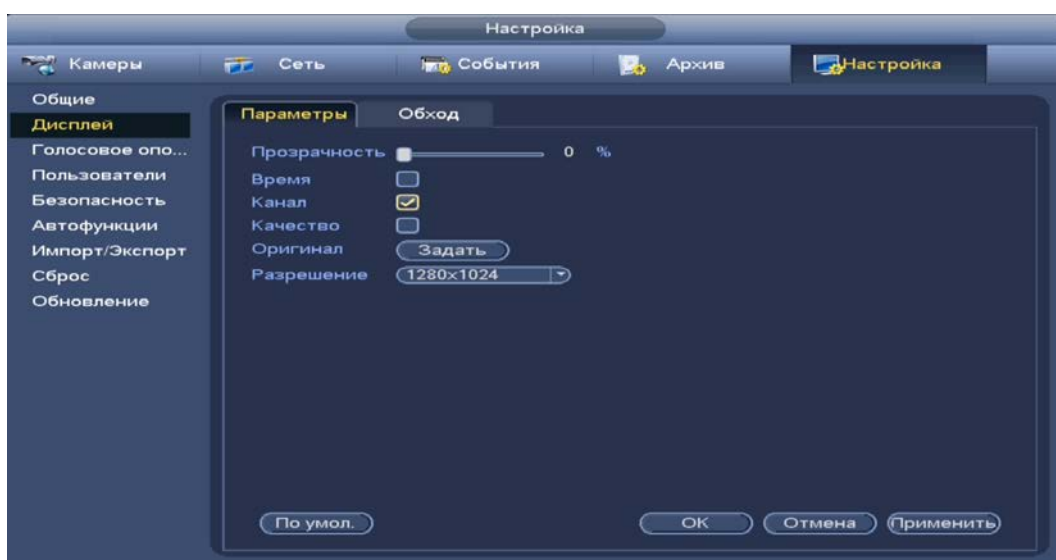 Настройка
Камеры Сеть События Архив Настройка
Общие
Дисплей
Голосовое опо...
Пользователи
Безопасность
Автофункции
Импорт/Экспорт
Сброс
Обновление
Параметры Обход
Прозрачность 0 %
Время
Канал
Качество
Оригинал Задать
Разрешение 1280x1024
По умол. OK Отмена Применить